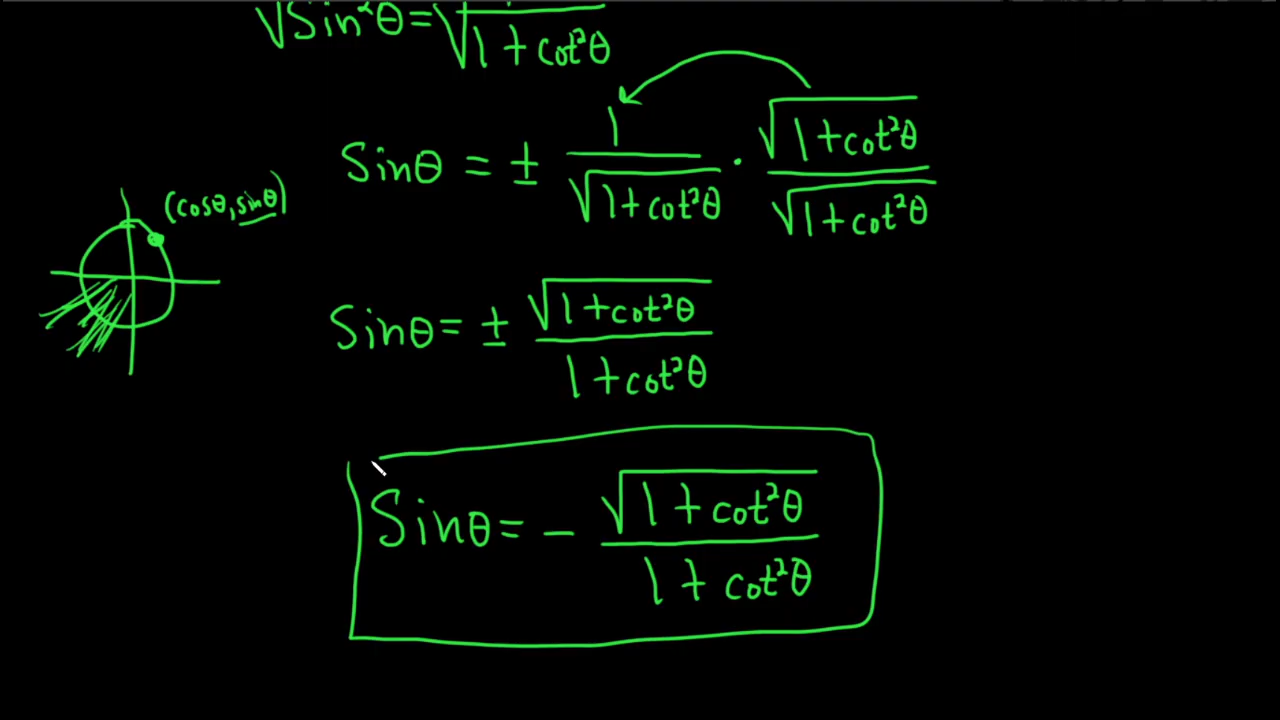 √sin²θ = √1 + cot²θ
(cosθ, sinθ)
Sinθ = ± 1/√1+cot²θ · √1+cot²θ/√1+cot²θ
Sinθ = ± √1+cot²θ/1+cot²θ
Sinθ = - √1+cot²θ/1+cot²θ